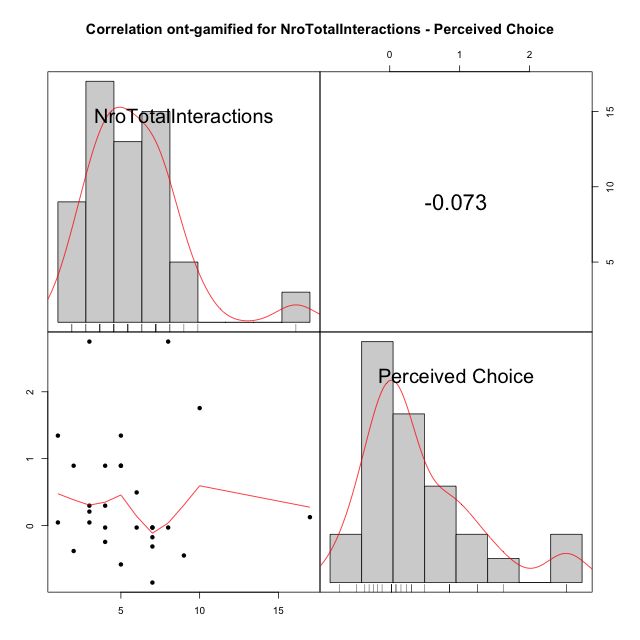 Correlation ont-gamified for NroTotalInteractions - Perceived Choice
0 1 2
NroTotalInteractions
-0.073
15
10
5
Perceived Choice
2
1
0
5 10 15